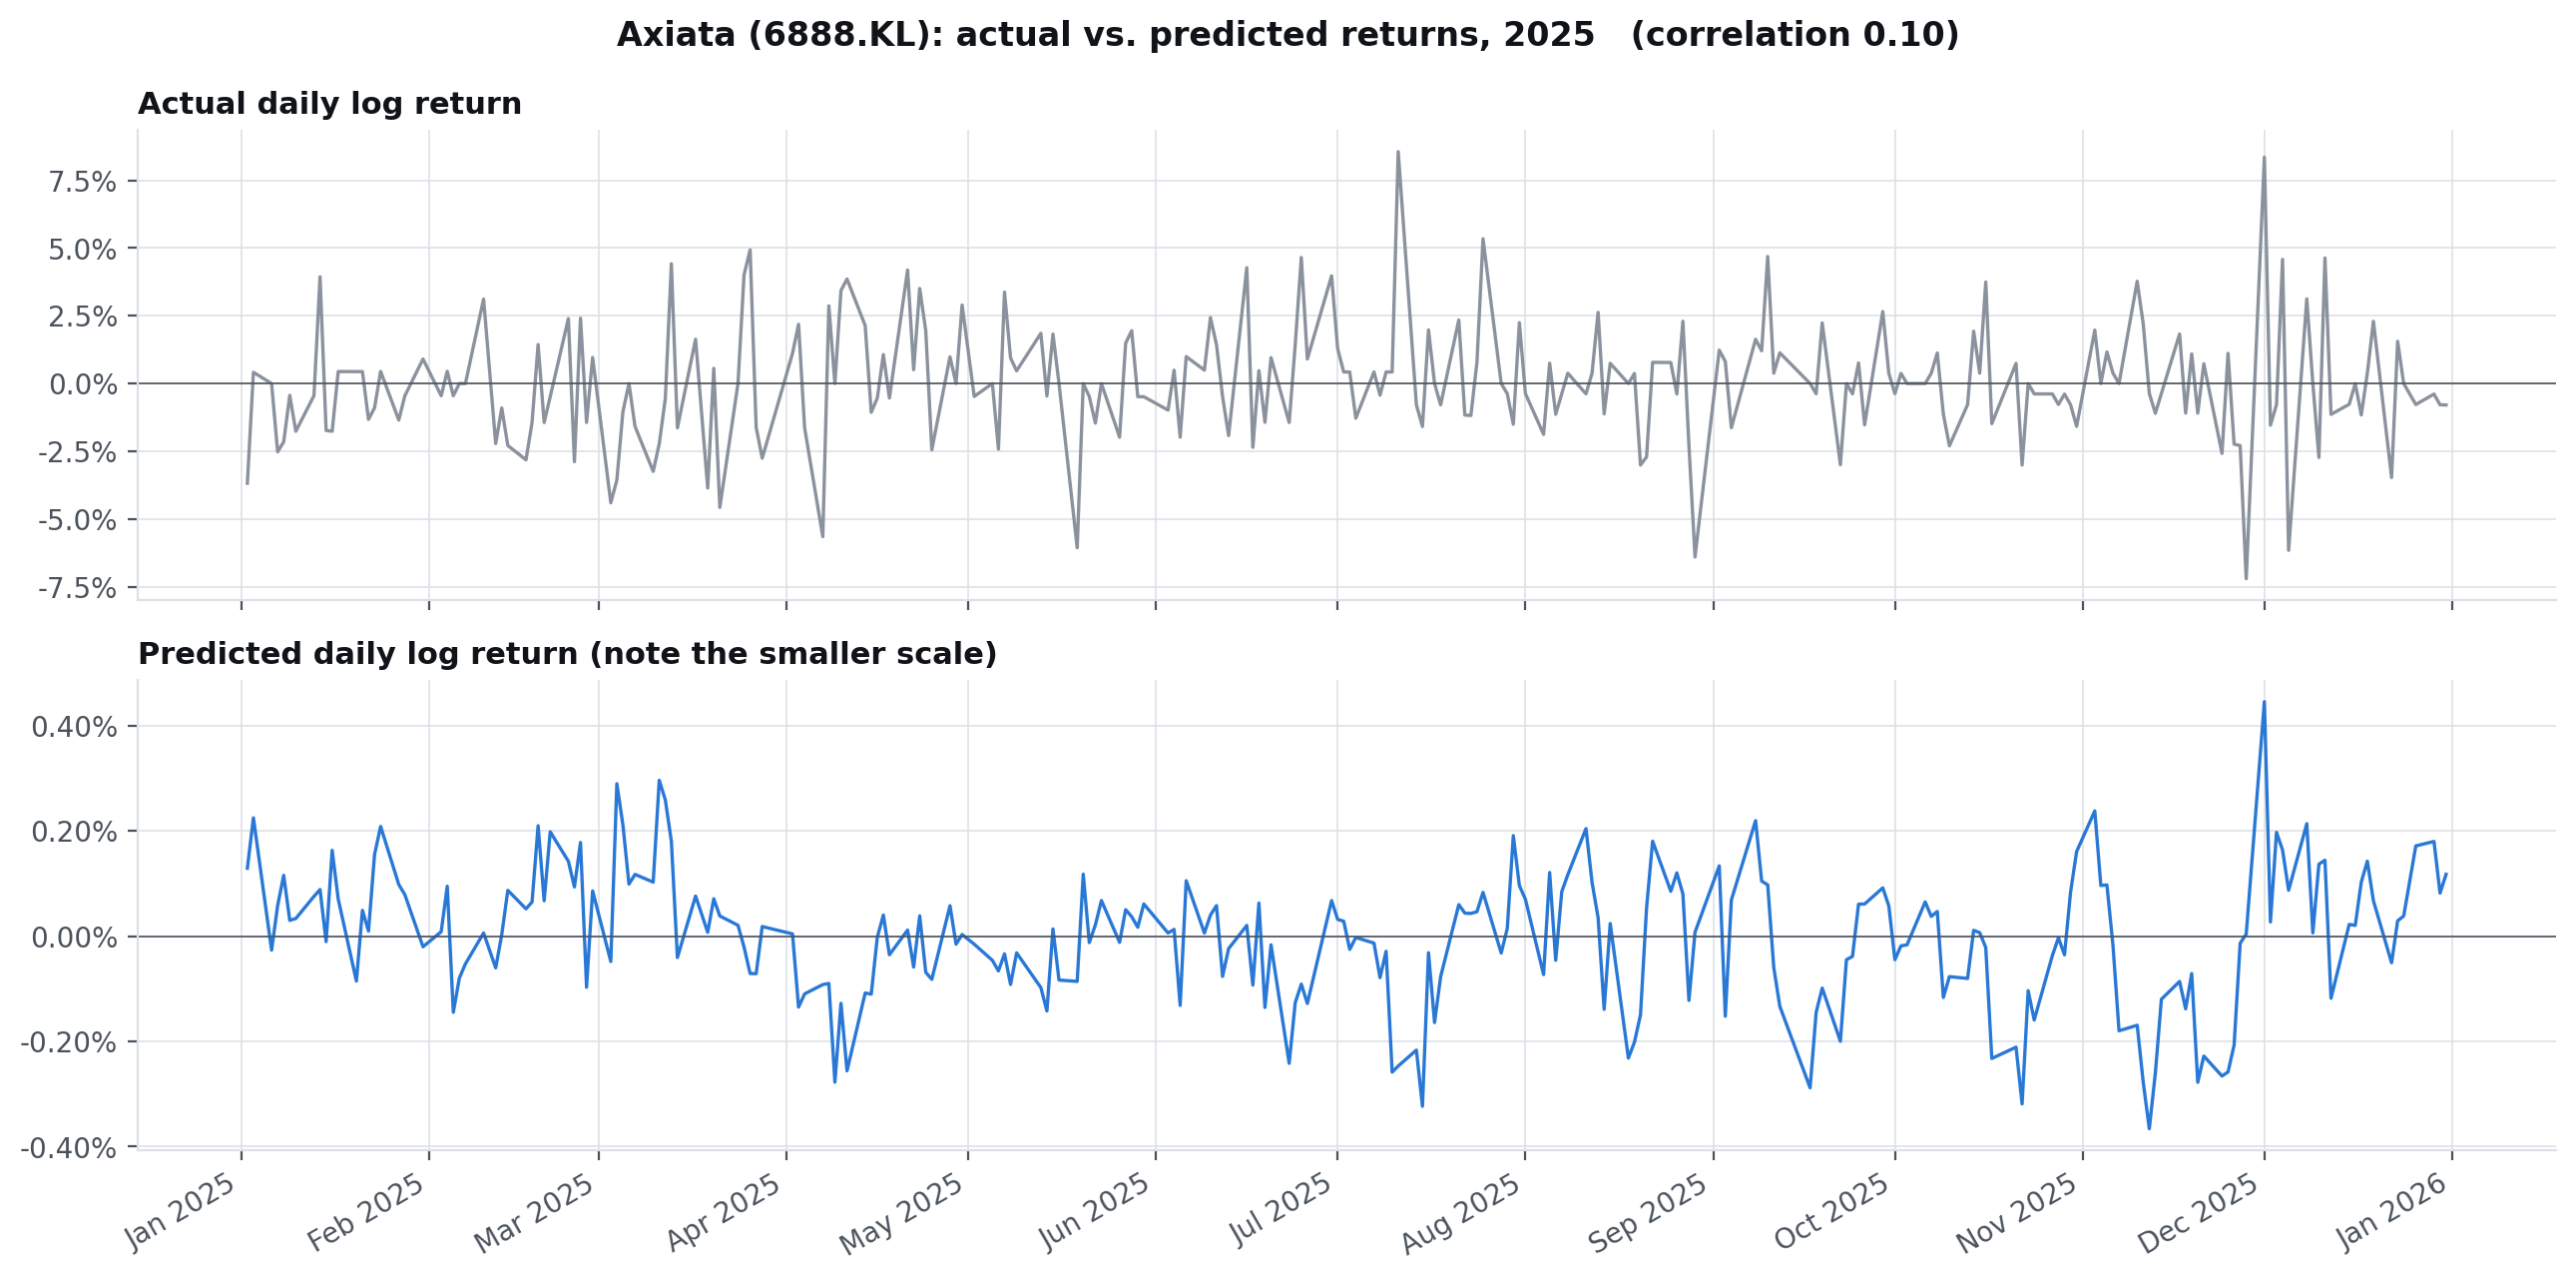 Axiata (6888.KL): actual vs. predicted returns, 2025   (correlation 0.10)
Actual daily log return
7.5%
5.0%
2.5%
0.0%
-2.5%
-5.0%
-7.5%
Predicted daily log return (note the smaller scale)
0.40%
0.20%
0.00%
-0.20%
-0.40%
Jan 2025
Feb 2025
Mar 2025
Apr 2025
May 2025
Jun 2025
Jul 2025
Aug 2025
Sep 2025
Oct 2025
Nov 2025
Dec 2025
Jan 2026